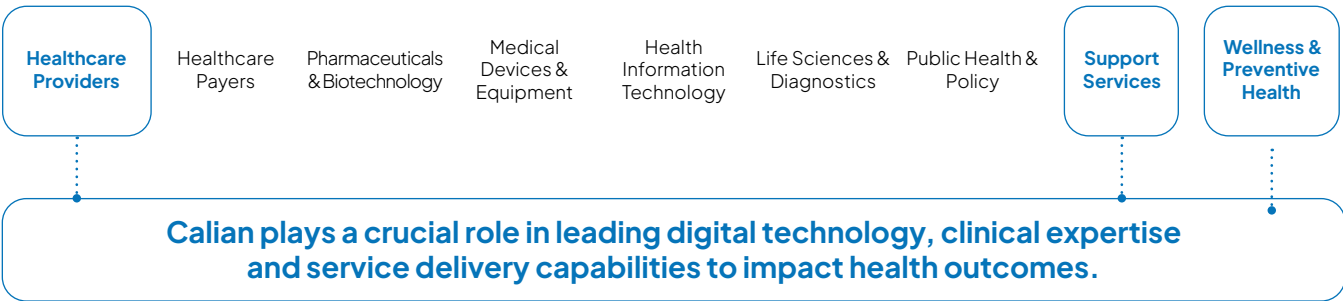 Healthcare
Providers
Healthcare
Payers
Pharmaceuticals
& Biotechnology
Medical
Devices &
Equipment
Health
Information
Technology
Life Sciences &
Diagnostics
Public Health &
Policy
Support
Services
Wellness &
Preventive
Health
Calian plays a crucial role in leading digital technology, clinical expertise
and service delivery capabilities to impact health outcomes.